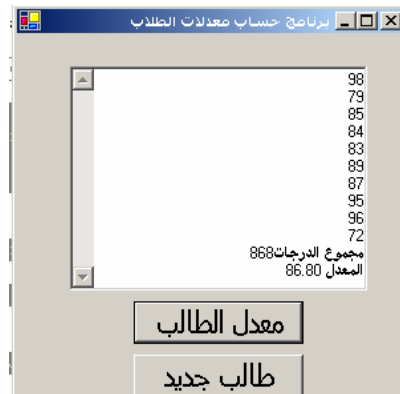 برنامج حساب معدلات الطلاب
98
79
85
84
83
89
87
95
96
72
مجموع الدرجات868
المعدل 86.80
معدل الطالب
طالب جديد